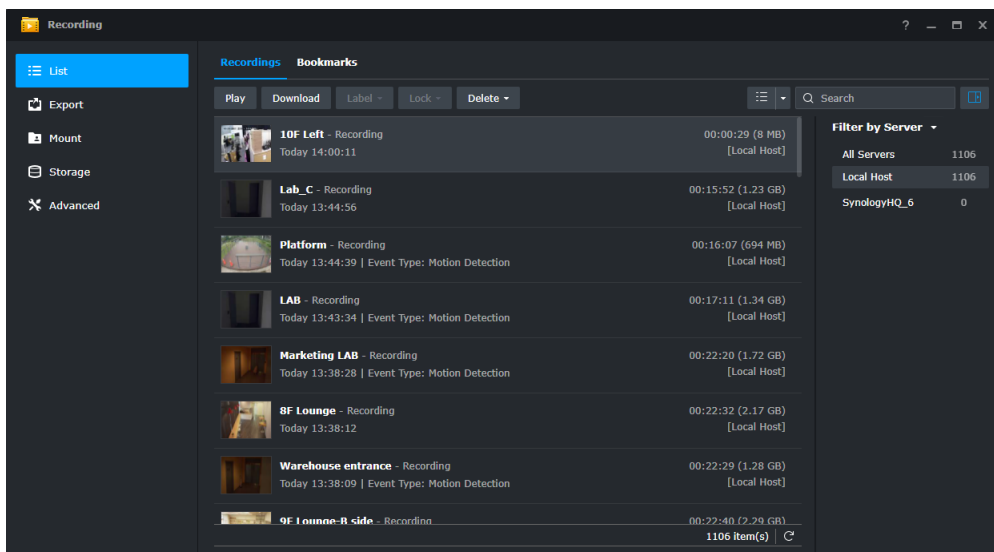 Recording
?
List
Export
Mount
Storage
Advanced
Recordings Bookmarks
Play Download Label Lock Delete
Search
10F Left - Recording 00:00:29 (8 MB)
Today 14:00:11 [Local Host]
Lab_C - Recording 00:15:52 (1.23 GB)
Today 13:44:56 [Local Host]
Platform - Recording 00:16:07 (694 MB)
Today 13:44:39 | Event Type: Motion Detection [Local Host]
LAB - Recording 00:17:11 (1.34 GB)
Today 13:43:34 | Event Type: Motion Detection [Local Host]
Marketing LAB - Recording 00:22:20 (1.72 GB)
Today 13:38:28 | Event Type: Motion Detection [Local Host]
8F Lounge - Recording 00:22:32 (2.17 GB)
Today 13:38:12 [Local Host]
Warehouse entrance - Recording 00:22:29 (1.28 GB)
Today 13:38:09 | Event Type: Motion Detection [Local Host]
9F Lounge-B side - Recording 00:22:40 (2.29 GB)
1106 item(s)
Filter by Server
All Servers 1106
Local Host 1106
SynologyHQ_6 0